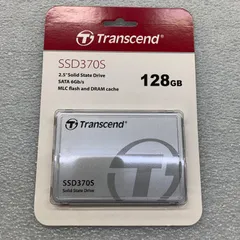 Transcend
SSD370S
2.5" Solid State Drive
SATA 6Gb/s
MLC flash and DRAM cache
128GB
Transcend
SSD370S
Solid State Drive